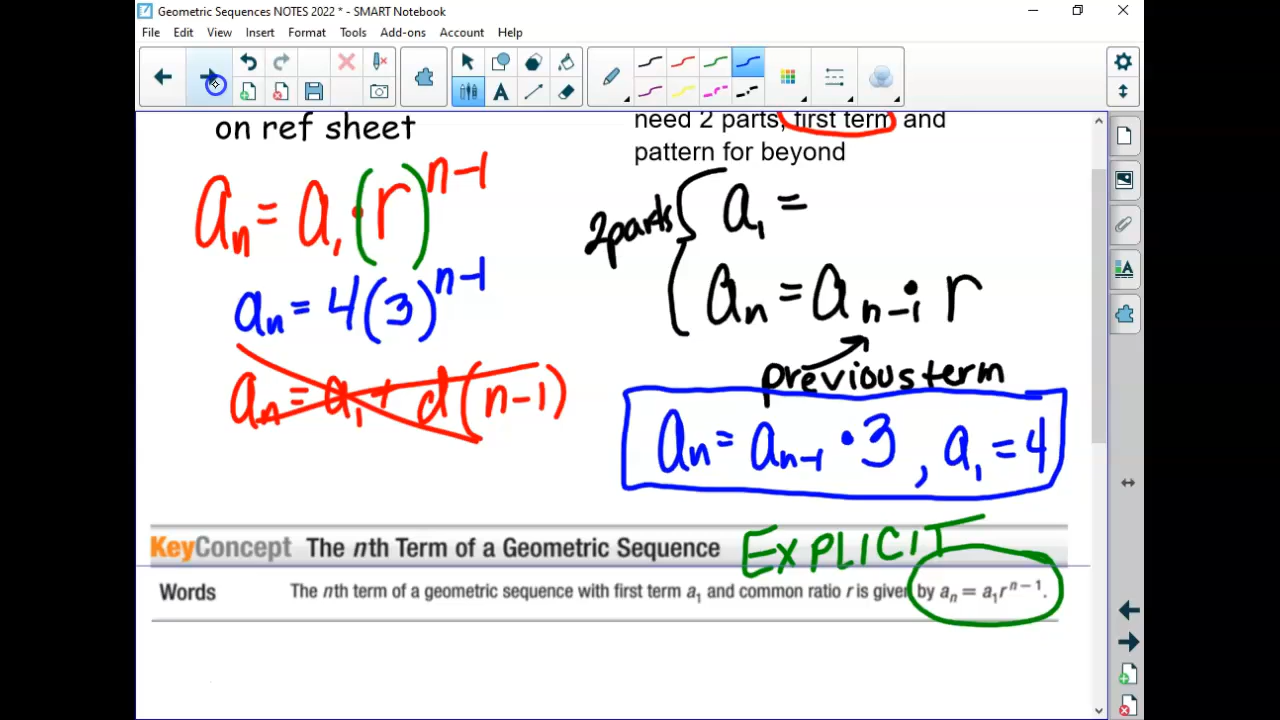 Geometric Sequences NOTES 2022 * - SMART Notebook
File Edit View Insert Format Tools Add-ons Account Help
on ref sheet
aₙ = a₁ · (r)ⁿ⁻¹
aₙ = 4(3)ⁿ⁻¹
aₙ = a₁ + d(n-1)
need 2 parts, first term and
pattern for beyond
2 parts
a₁ =
aₙ = aₙ₋₁ · r
previous term
aₙ = aₙ₋₁ · 3, a₁ = 4
KeyConcept The nth Term of a Geometric Sequence EXPLICIT
Words The nth term of a geometric sequence with first term a₁ and common ratio r is given by aₙ = a₁rⁿ⁻¹.